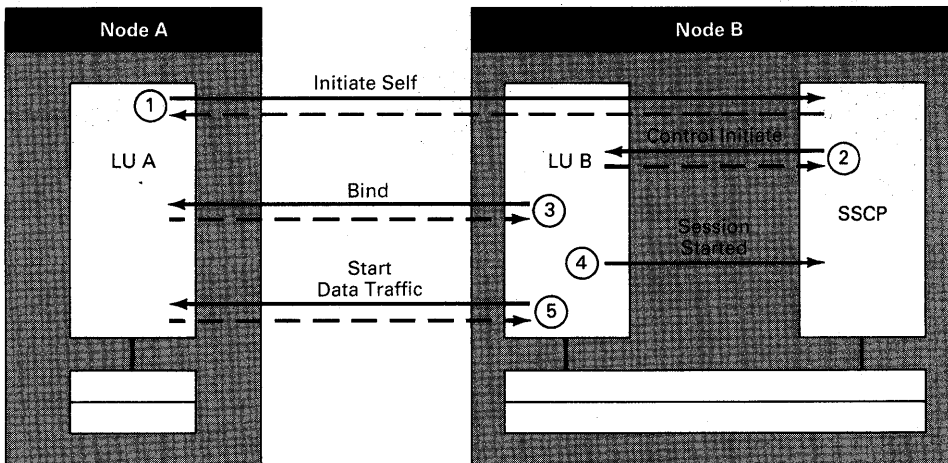 Node A
Node B
Initiate Self
1
Control Initiate
2
LU A
LU B
Bind
3
SSCP
Session
Started
4
Start
Data Traffic
5